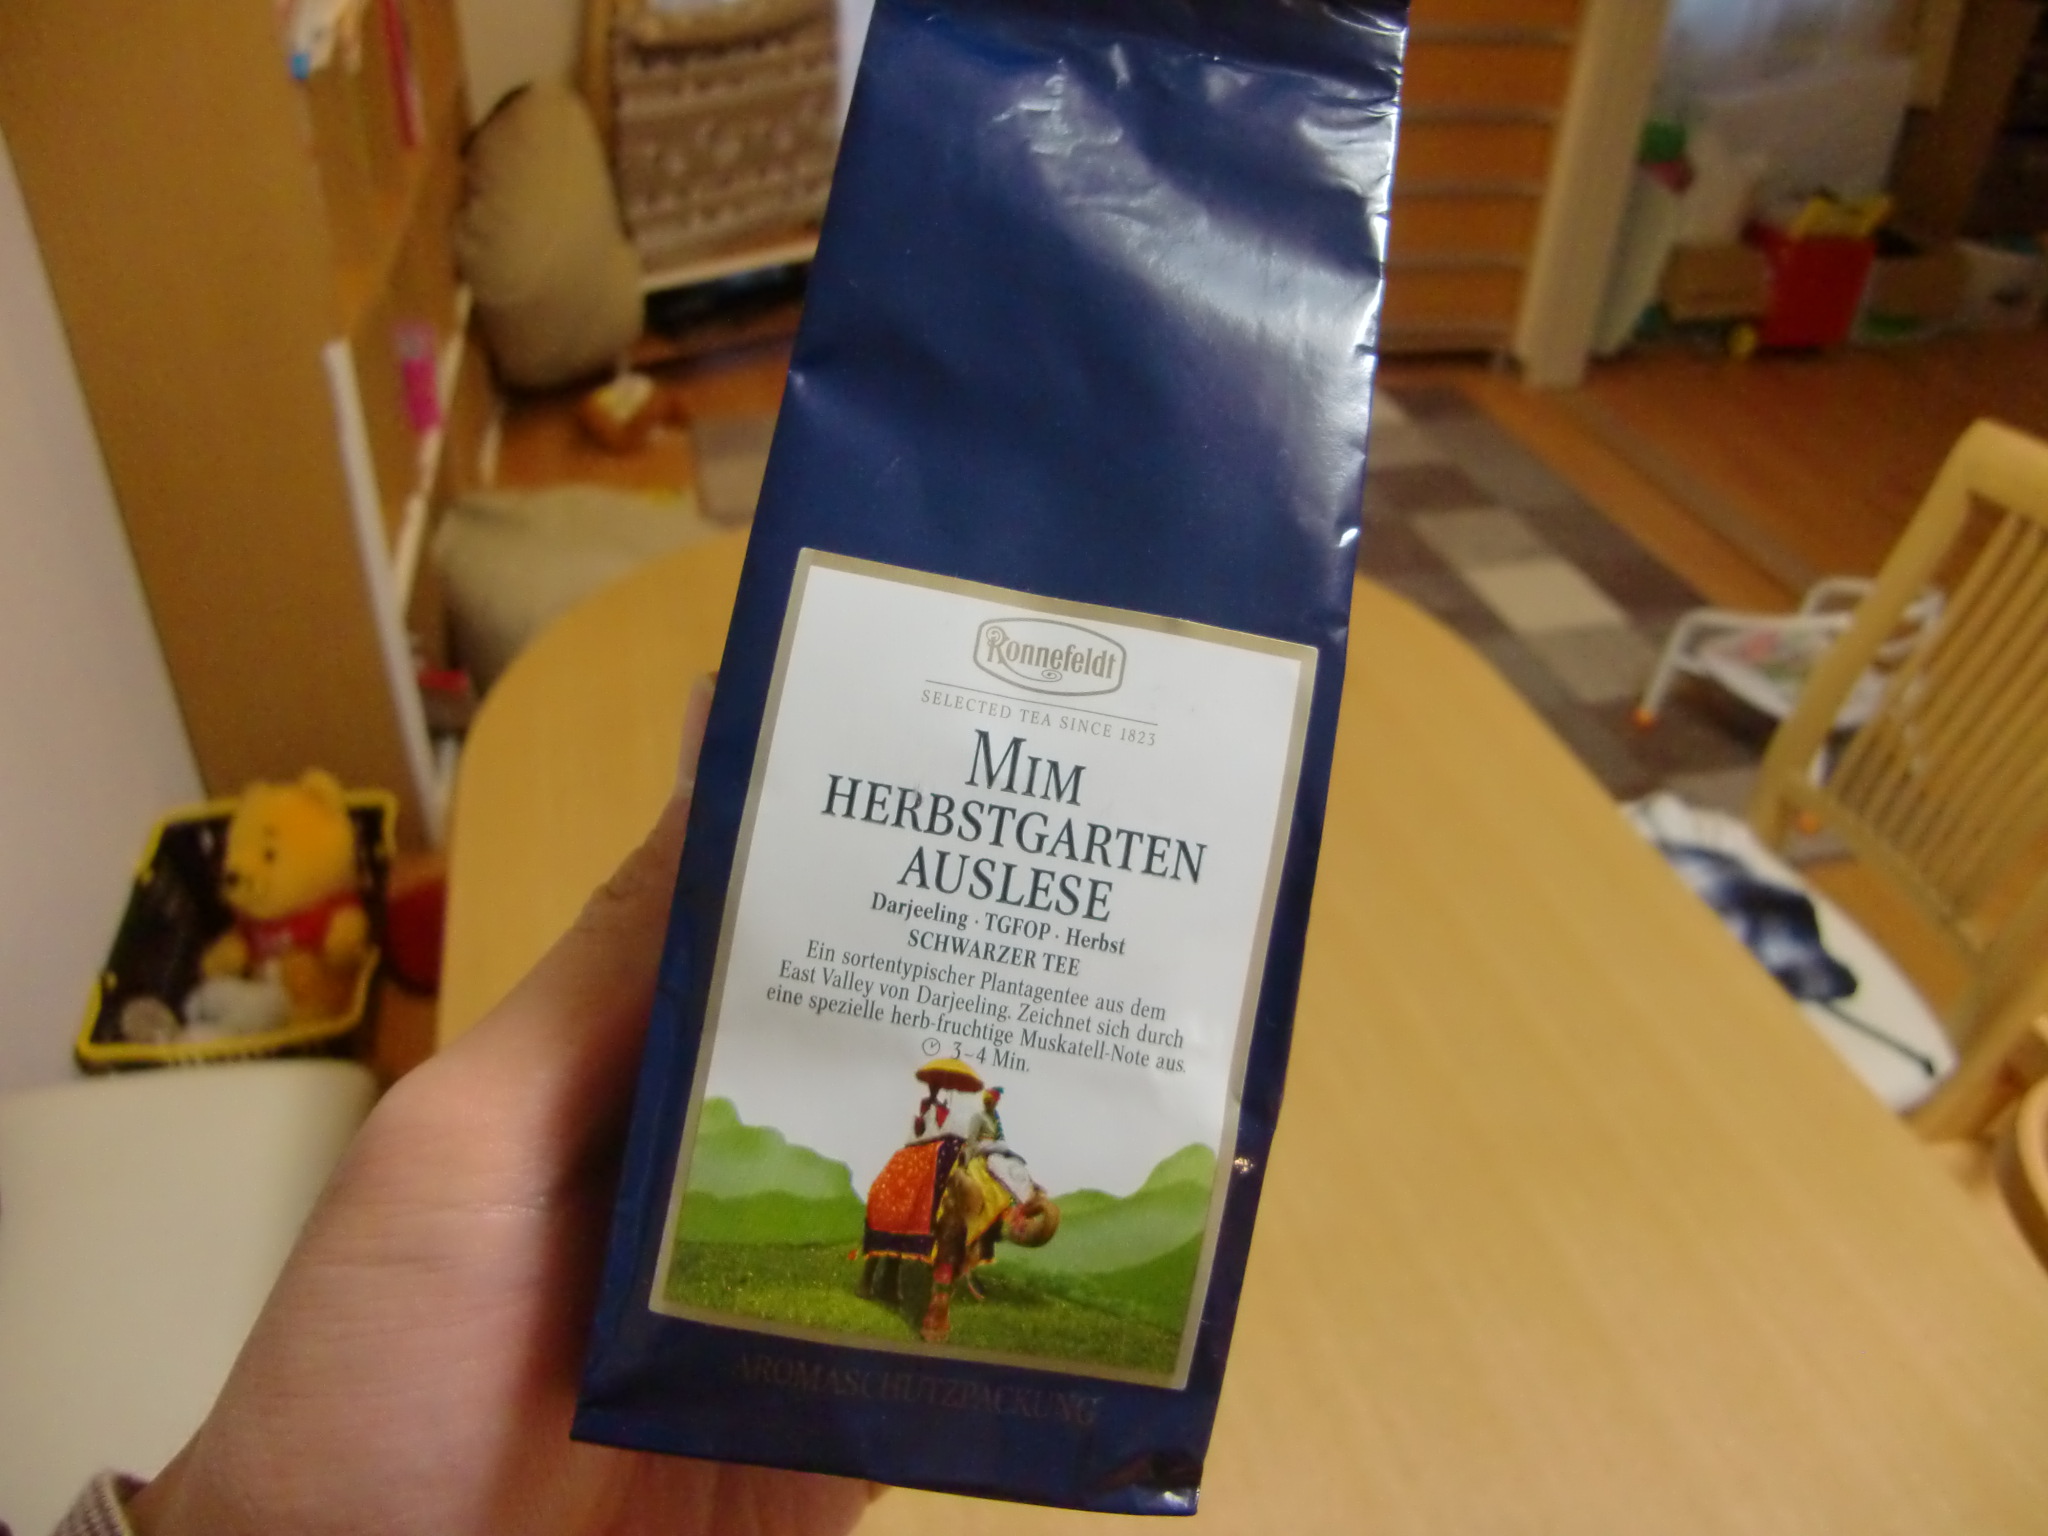 Ronnefeldt
SELECTED TEA SINCE 1823
MIM
HERBSTGARTEN
AUSLESE
Darjeeling · TGFOP · Herbst
SCHWARZER TEE
Ein sortentypischer Plantagentee aus dem
East Valley von Darjeeling. Zeichnet sich durch
eine spezielle herb-fruchtige Muskatell-Note aus.
3–4 Min.
AROMASCHUTZPACKUNG